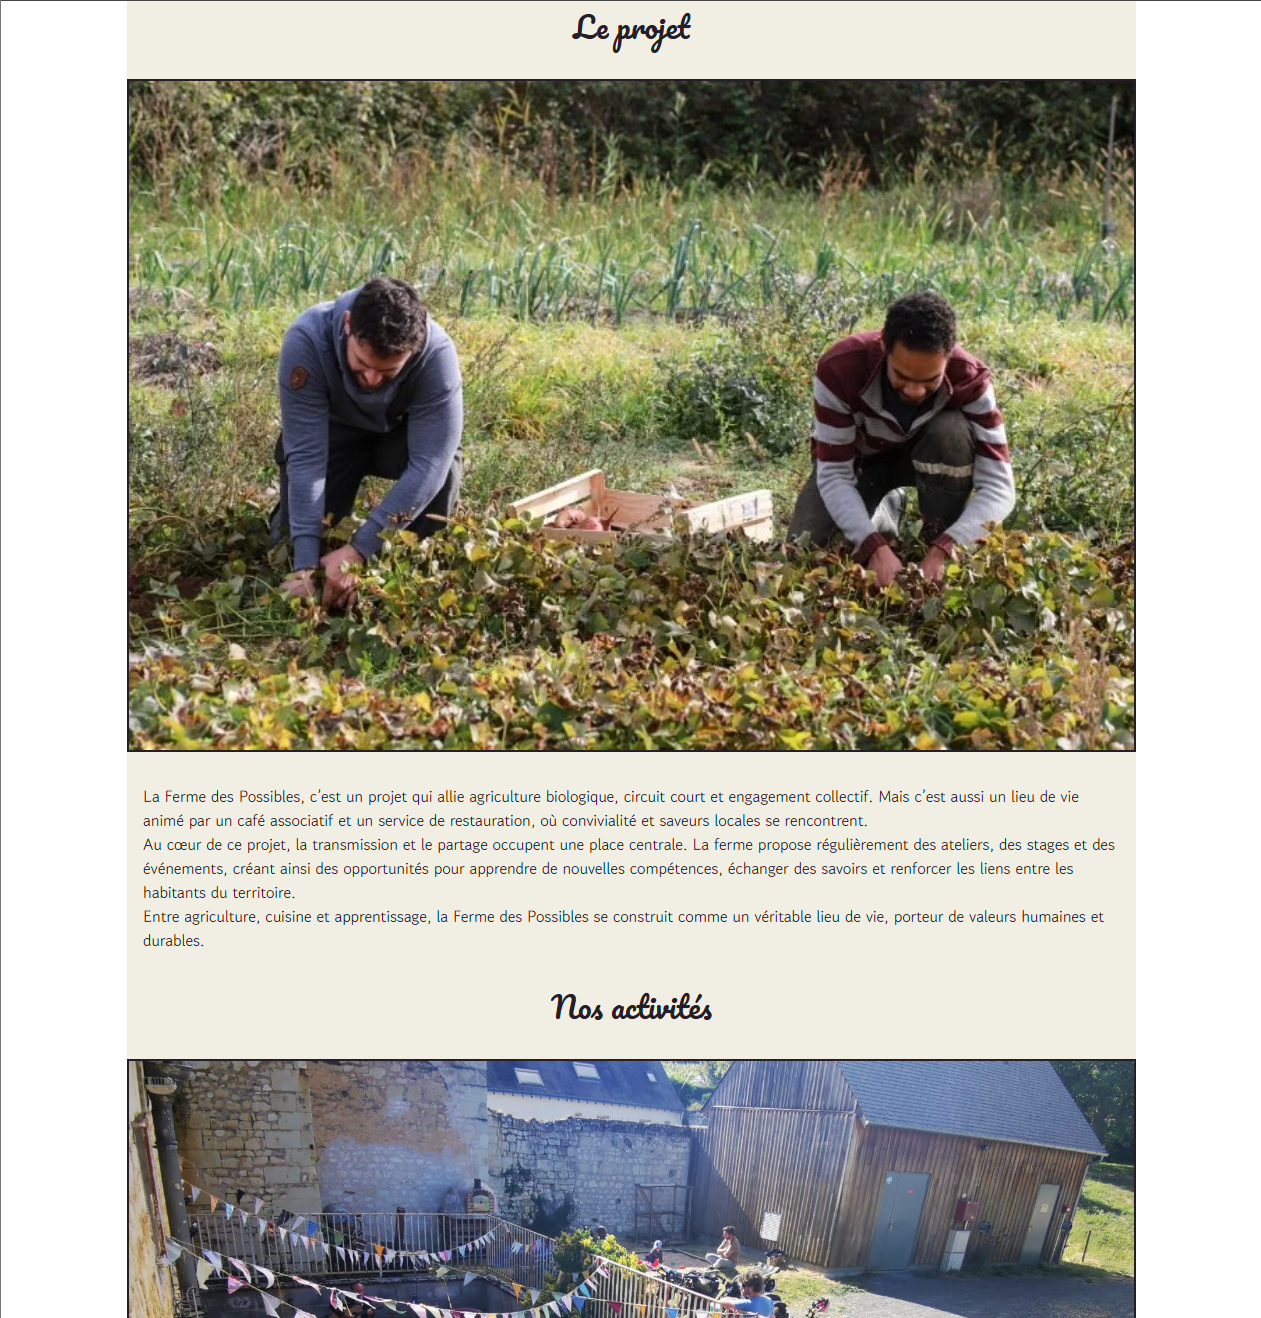 Le projet
La Ferme des Possibles, c’est un projet qui allie agriculture biologique, circuit court et engagement collectif. Mais c’est aussi un lieu de vie
animé par un café associatif et un service de restauration, où convivialité et saveurs locales se rencontrent.
Au cœur de ce projet, la transmission et le partage occupent une place centrale. La ferme propose régulièrement des ateliers, des stages et des
événements, créant ainsi des opportunités pour apprendre de nouvelles compétences, échanger des savoirs et renforcer les liens entre les
habitants du territoire.
Entre agriculture, cuisine et apprentissage, la Ferme des Possibles se construit comme un véritable lieu de vie, porteur de valeurs humaines et
durables.
Nos activités